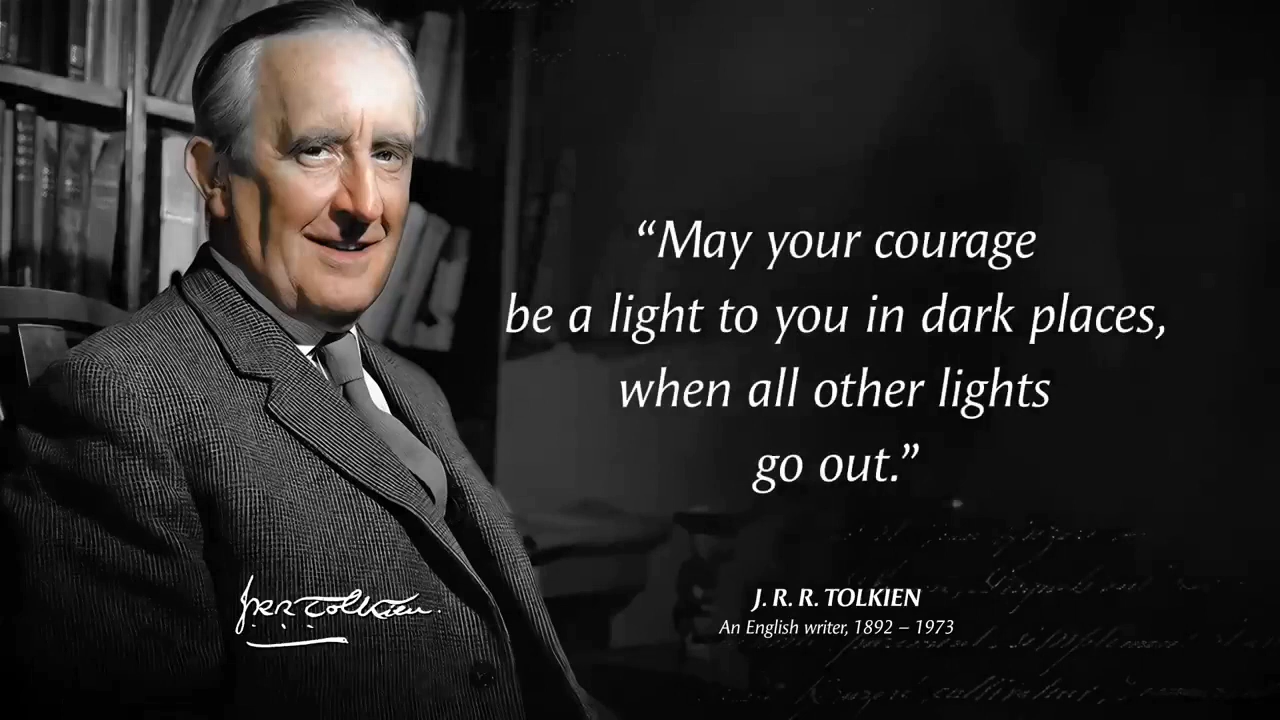 “May your courage
be a light to you in dark places,
when all other lights
go out.”
J.R.R. Tolkien.
J. R. R. TOLKIEN
An English writer, 1892 – 1973